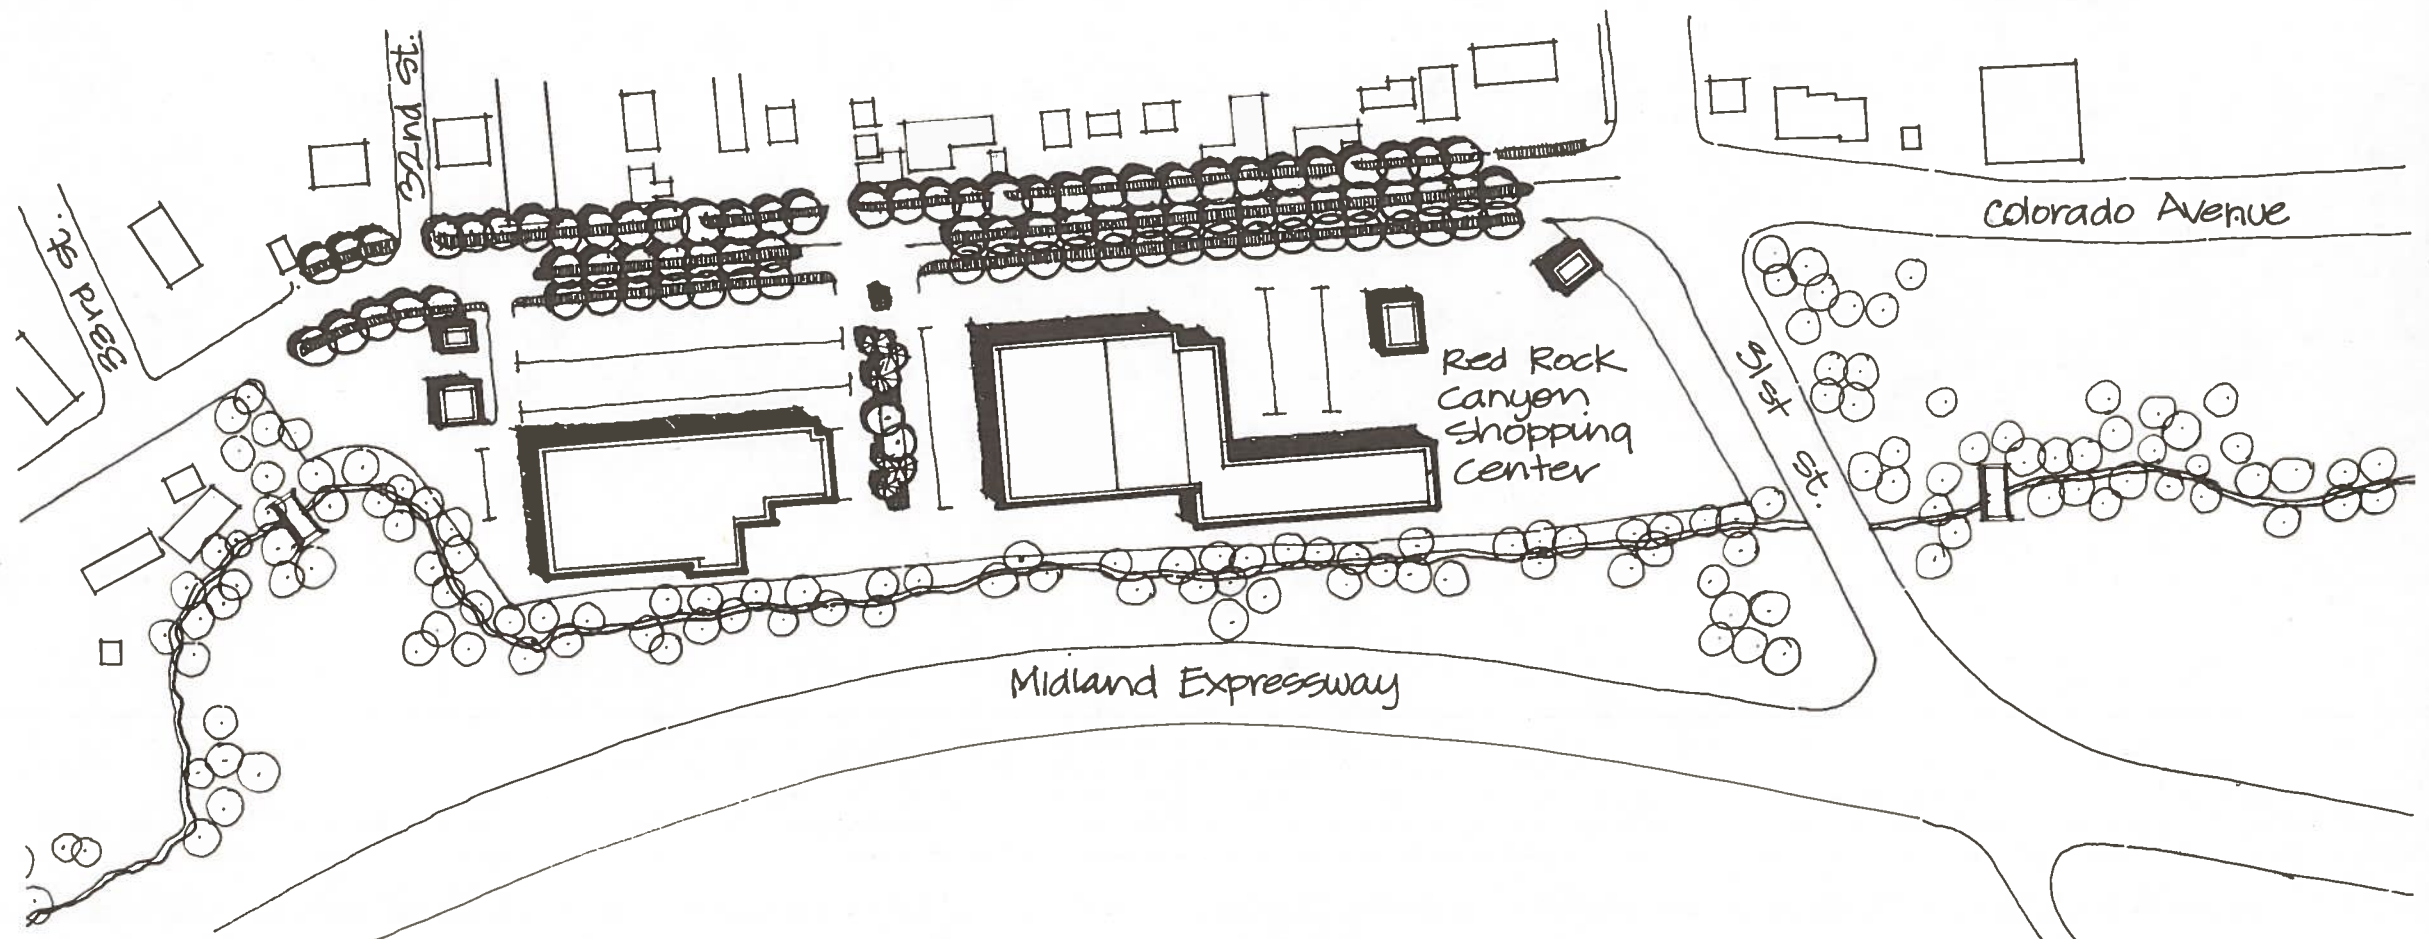 32nd St.
33rd St.
Colorado Avenue
31st St.
Red Rock
Canyon
Shopping
Center
Midland Expressway